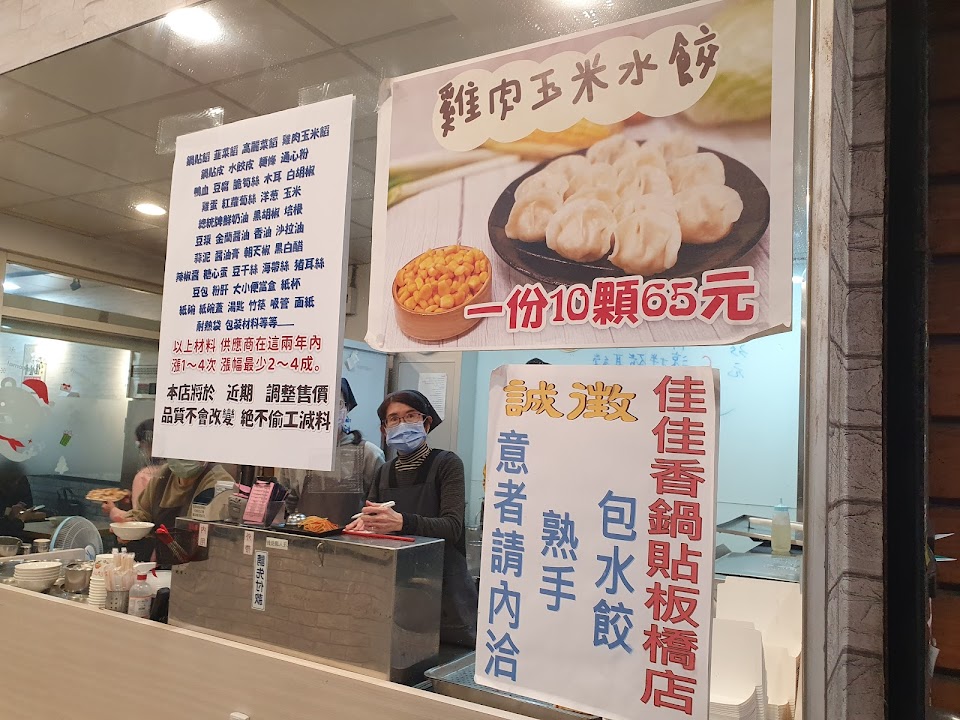 鍋貼餡 韮菜餡 高麗菜餡 雞肉玉米餡
鍋貼皮 水餃皮 麵條 通心粉
鴨血 豆腐 脆筍絲 木耳 白胡椒
雞蛋 紅蘿蔔絲 洋蔥 玉米
總統牌鮮奶油 黑胡椒 培根
豆漿 金蘭醬油 香油 沙拉油
蒜泥 醬油膏 朝天椒 黑白醋
辣椒醬 糖心蛋 豆干絲 海帶絲 豬耳絲
豆包 粉肝 大小便當盒 紙杯
紙碗 紙碗蓋 湯匙 竹筷 吸管 面紙
耐熱袋 包裝材料等等......
以上材料 供應商在這兩年內
漲1~4次 漲幅最少2~4成。
本店將於 近期 調整售價
品質不會改變 絕不偷工減料
雞肉玉米水餃
一份10顆65元
佳佳香鍋貼板橋店
誠徵
包水餃
熟手
意者請內洽
請先付款